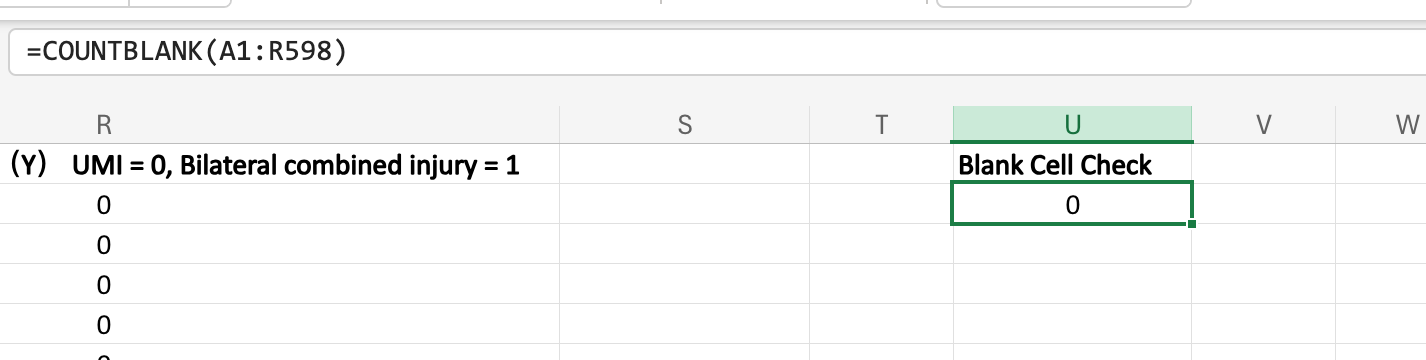 =COUNTBLANK(A1:R598)
R S T U V W
(Y) UMI = 0, Bilateral combined injury = 1 Blank Cell Check
0 0
0
0
0